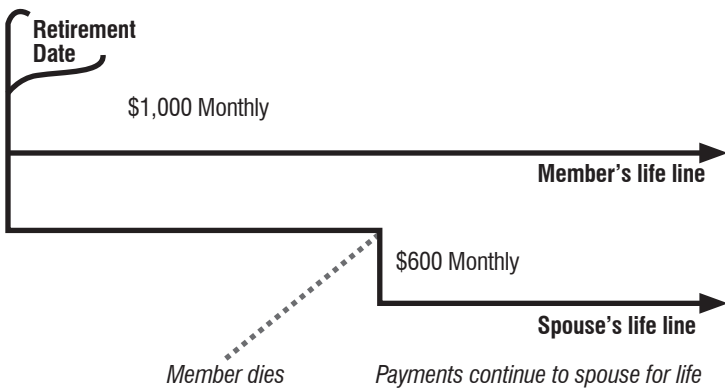 Retirement
Date
$1,000 Monthly
Member’s life line
$600 Monthly
Spouse’s life line
Member dies
Payments continue to spouse for life